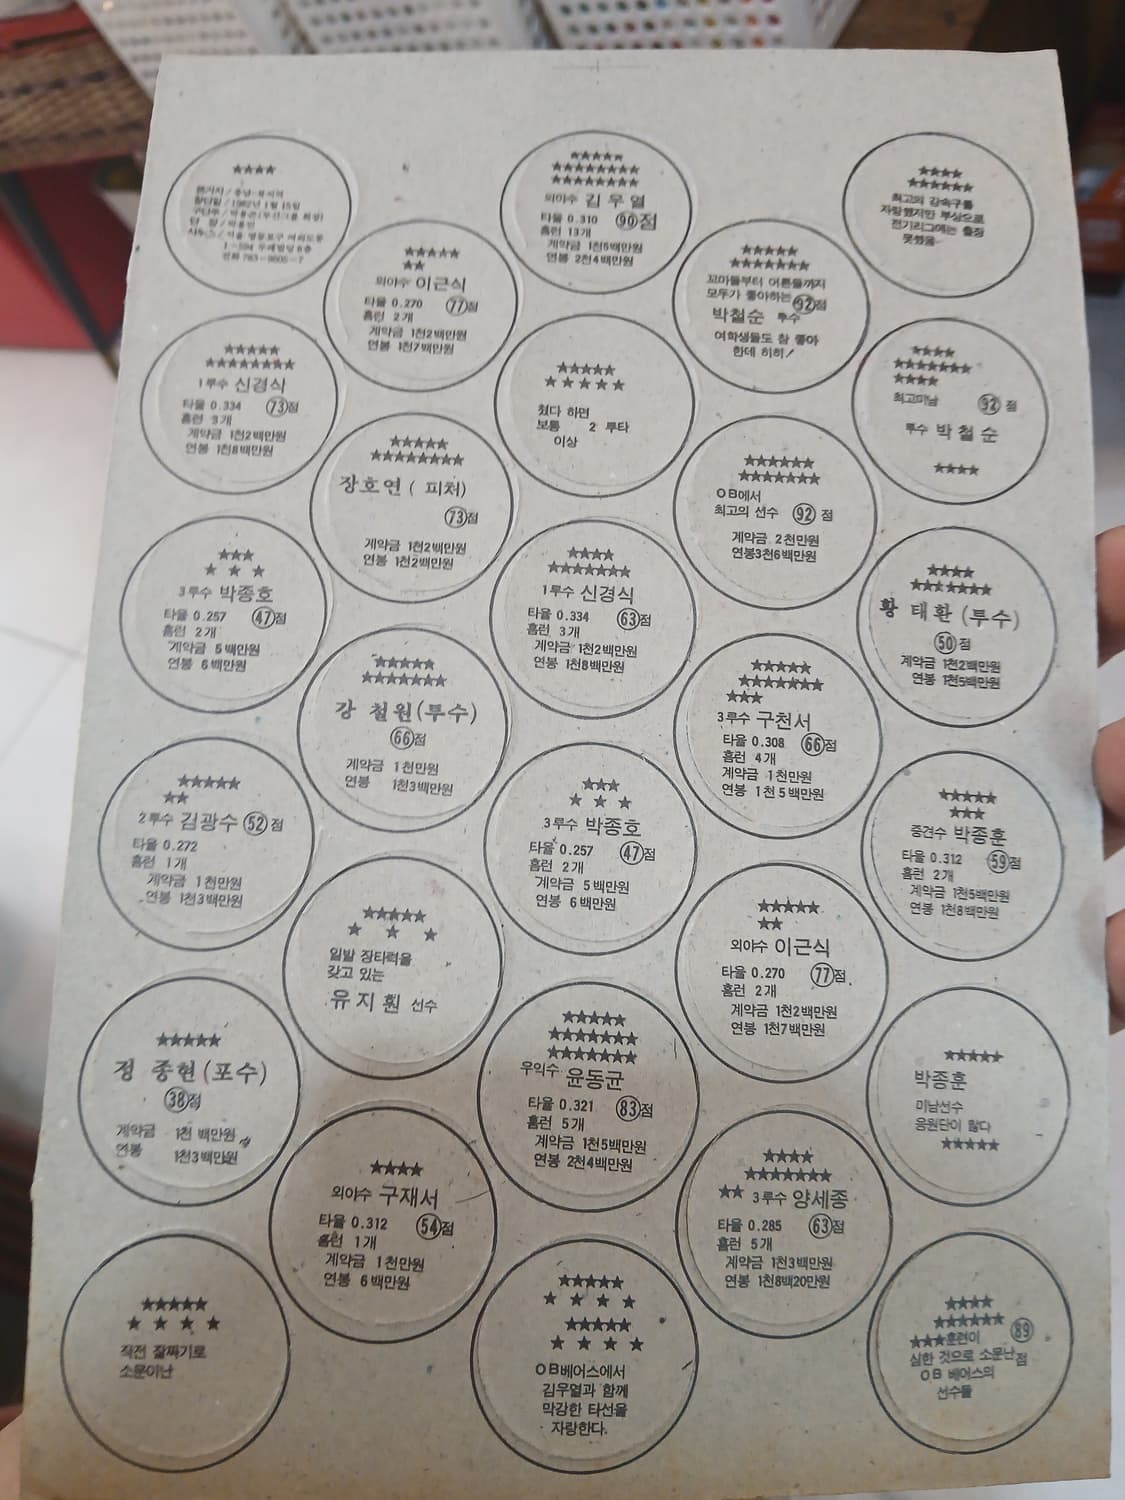 ★★★★
연고지/충남·북지역
창단일/1982년 1월 15일
★★★★★
★★★★★★★★
1루수 신경식
타율 0.334 73점
홈런 3개
계약금 1천2백만원
연봉 1천8백만원
★★★
★ ★ ★
3루수 박종호
타율 0.257 47점
홈런 2개
계약금 5백만원
연봉 6백만원
★★★★★
★★
2루수 김광수 52점
타율 0.272
홈런 1개
계약금 1천만원
연봉 1천3백만원
★★★★★
정 종현(포수)
38점
계약금 1천 백만원
연봉 1천3백만원
★★★★★
★ ★ ★ ★
작전 잘짜기로
소문이난
★★★★★
★★
외야수 이근식
타율 0.270 77점
홈런 2개
계약금 1천2백만원
연봉 1천7백만원
★★★★★
★★★★★★★★
장호연 ( 피처)
73점
계약금 1천2백만원
연봉 1천2백만원
★★★★★
★★★★★★★
강 철원(투수)
66점
계약금 1천만원
연봉 1천3백만원
★★★★★
★ ★ ★
일발 장타력을
갖고 있는
유지훤 선수
★★★★
외야수 구재서
타율 0.312 54점
홈런 1개
계약금 1천만원
연봉 6백만원
★★★★★
★★★★★★★★
★★★★★★★★
외야수 김우열
타율 0.310 90점
홈런 13개
계약금 1천5백만원
연봉 2천4백만원
★★★★★
★★★★★
쳤다 하면
보통 2 루타
이상
★★★★
★★★★★★★
1루수 신경식
타율 0.334 63점
홈런 3개
계약금 1천2백만원
연봉 1천8백만원
★★★
★ ★ ★
3루수 박종호
타율 0.257 47점
홈런 2개
계약금 5백만원
연봉 6백만원
★★★★★
★★★★★★★
★★★★★★★
우익수 윤동균
타율 0.321 83점
홈런 5개
계약금 1천5백만원
연봉 2천4백만원
★★★★★
★ ★ ★ ★
★★★★★
★ ★ ★ ★
OB베어스에서
김우열과 함께
막강한 타선을
자랑한다.
★★★★★
★★★★★★★
꼬마들부터 어른들까지
모두가 좋아하는 92점
박철순 투수
여학생들도 참 좋아
한데 히히!
★★★★★★
★★★★★★★
OB에서
최고의 선수 92 점
계약금 2천만원
연봉3천6백만원
★★★★★
★★★★★★★
★★★
3루수 구천서
타율 0.308 66점
홈런 4개
계약금 1천만원
연봉 1천5백만원
★★★★★
★★
외야수 이근식
타율 0.270 77점
홈런 2개
계약금 1천2백만원
연봉 1천7백만원
★★★★
★★★★★★★
★★ 3루수 양세종
타율 0.285 63점
홈런 5개
계약금 1천3백만원
연봉 1천8백20만원
★★★★
★★★★★★
최고의 강속구를
자랑했지만 부상으로
전기리그에는 출장
못했음
★★★★
★★★★★★★
★★★★
최고미남 92 점
투수 박철순
★★★★
★★★★
★★★★★★★
황 태환(투수)
50점
계약금 1천2백만원
연봉 1천5백만원
★★★★★
★★★
중견수 박종훈
타율 0.312 59점
홈런 2개
계약금 1천5백만원
연봉 1천8백만원
★★★★★
박종훈
미남선수
응원단이 많다
★★★★★
★★★★
★★★★★★ 89
★★★훈련이
심한 것으로 소문난 점
OB 베어스의
선수들